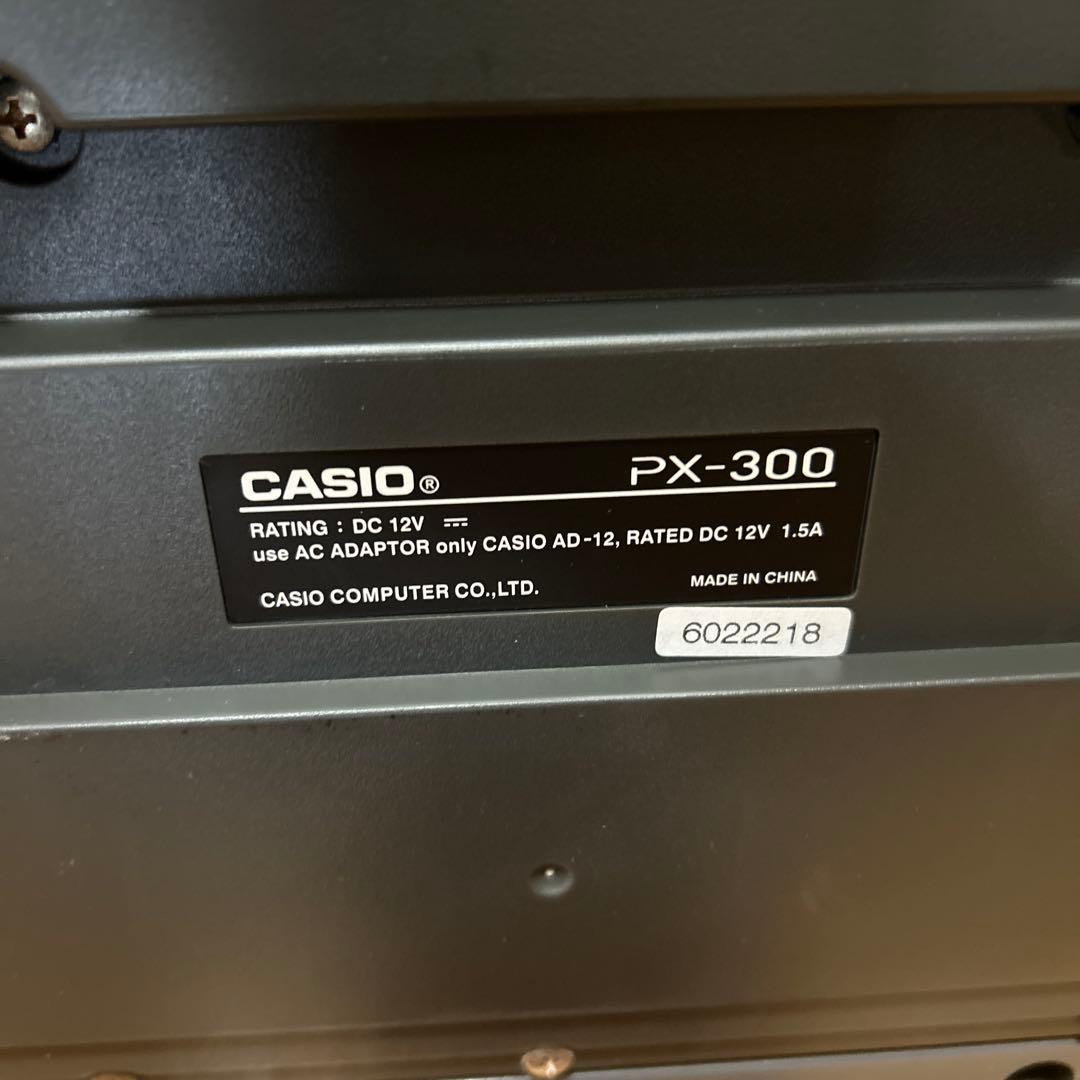 CASIO® PX-300
RATING : DC 12V ⎓
use AC ADAPTOR only CASIO AD-12, RATED DC 12V 1.5A
CASIO COMPUTER CO.,LTD. MADE IN CHINA
6022218